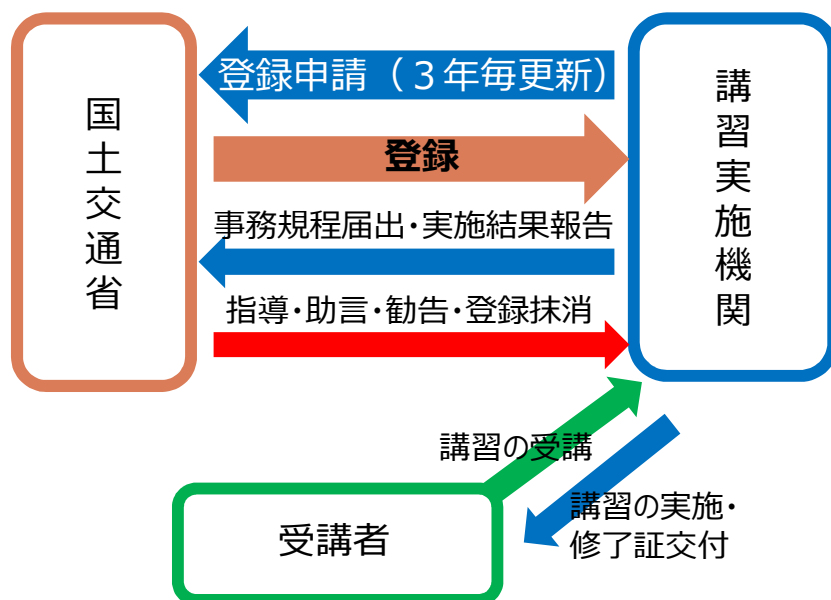 国土交通省
登録申請（３年毎更新）
講習実施機関
登録
事務規程届出・実施結果報告
指導・助言・勧告・登録抹消
講習の受講
講習の実施・
修了証交付
受講者